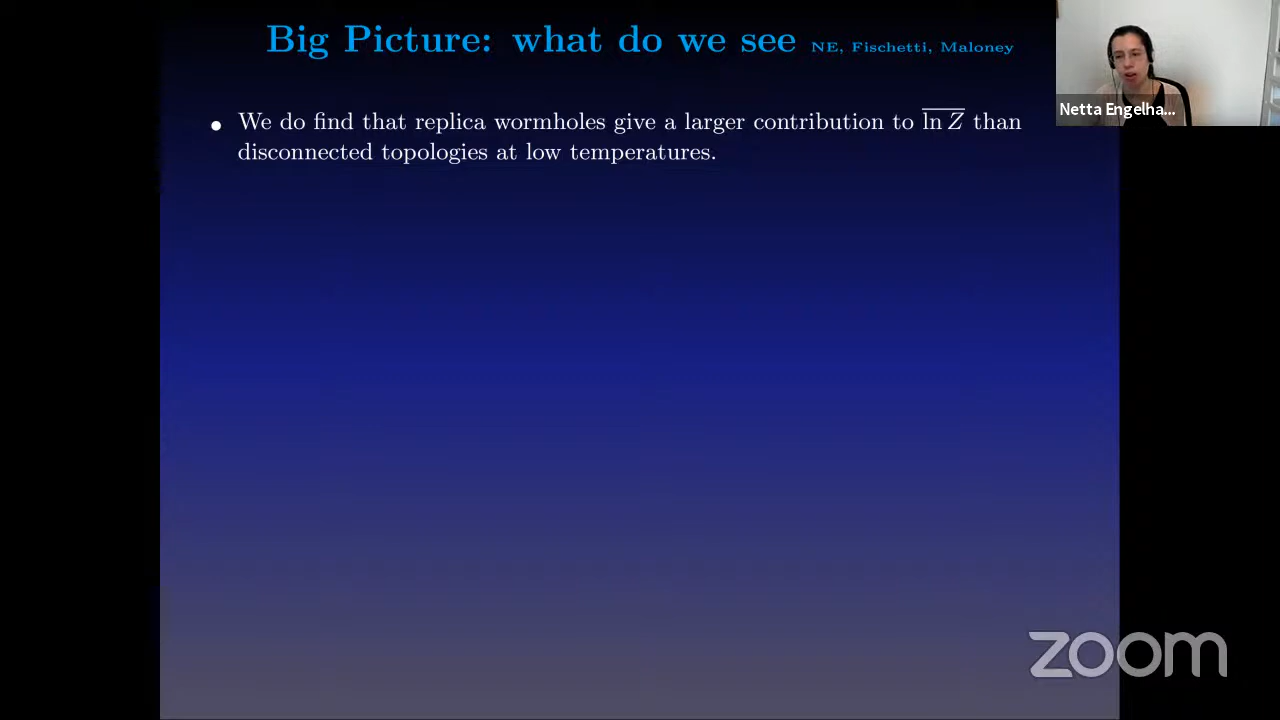 Big Picture: what do we see NE, Fischetti, Maloney
Netta Engelha...
• We do find that replica wormholes give a larger contribution to \overline{ln Z} than
disconnected topologies at low temperatures.
zoom